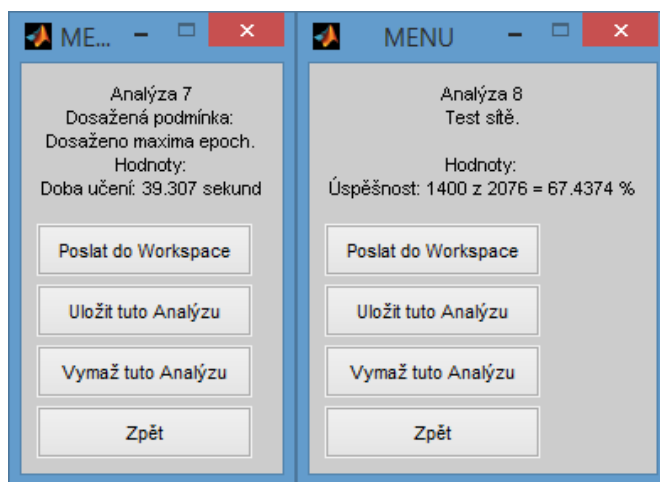 ME...
Analýza 7
Dosažená podmínka:
Dosaženo maxima epoch.
Hodnoty:
Doba učení: 39.307 sekund
Poslat do Workspace
Uložit tuto Analýzu
Vymaž tuto Analýzu
Zpět
MENU
Analýza 8
Test sítě.
Hodnoty:
Úspěšnost: 1400 z 2076 = 67.4374 %
Poslat do Workspace
Uložit tuto Analýzu
Vymaž tuto Analýzu
Zpět